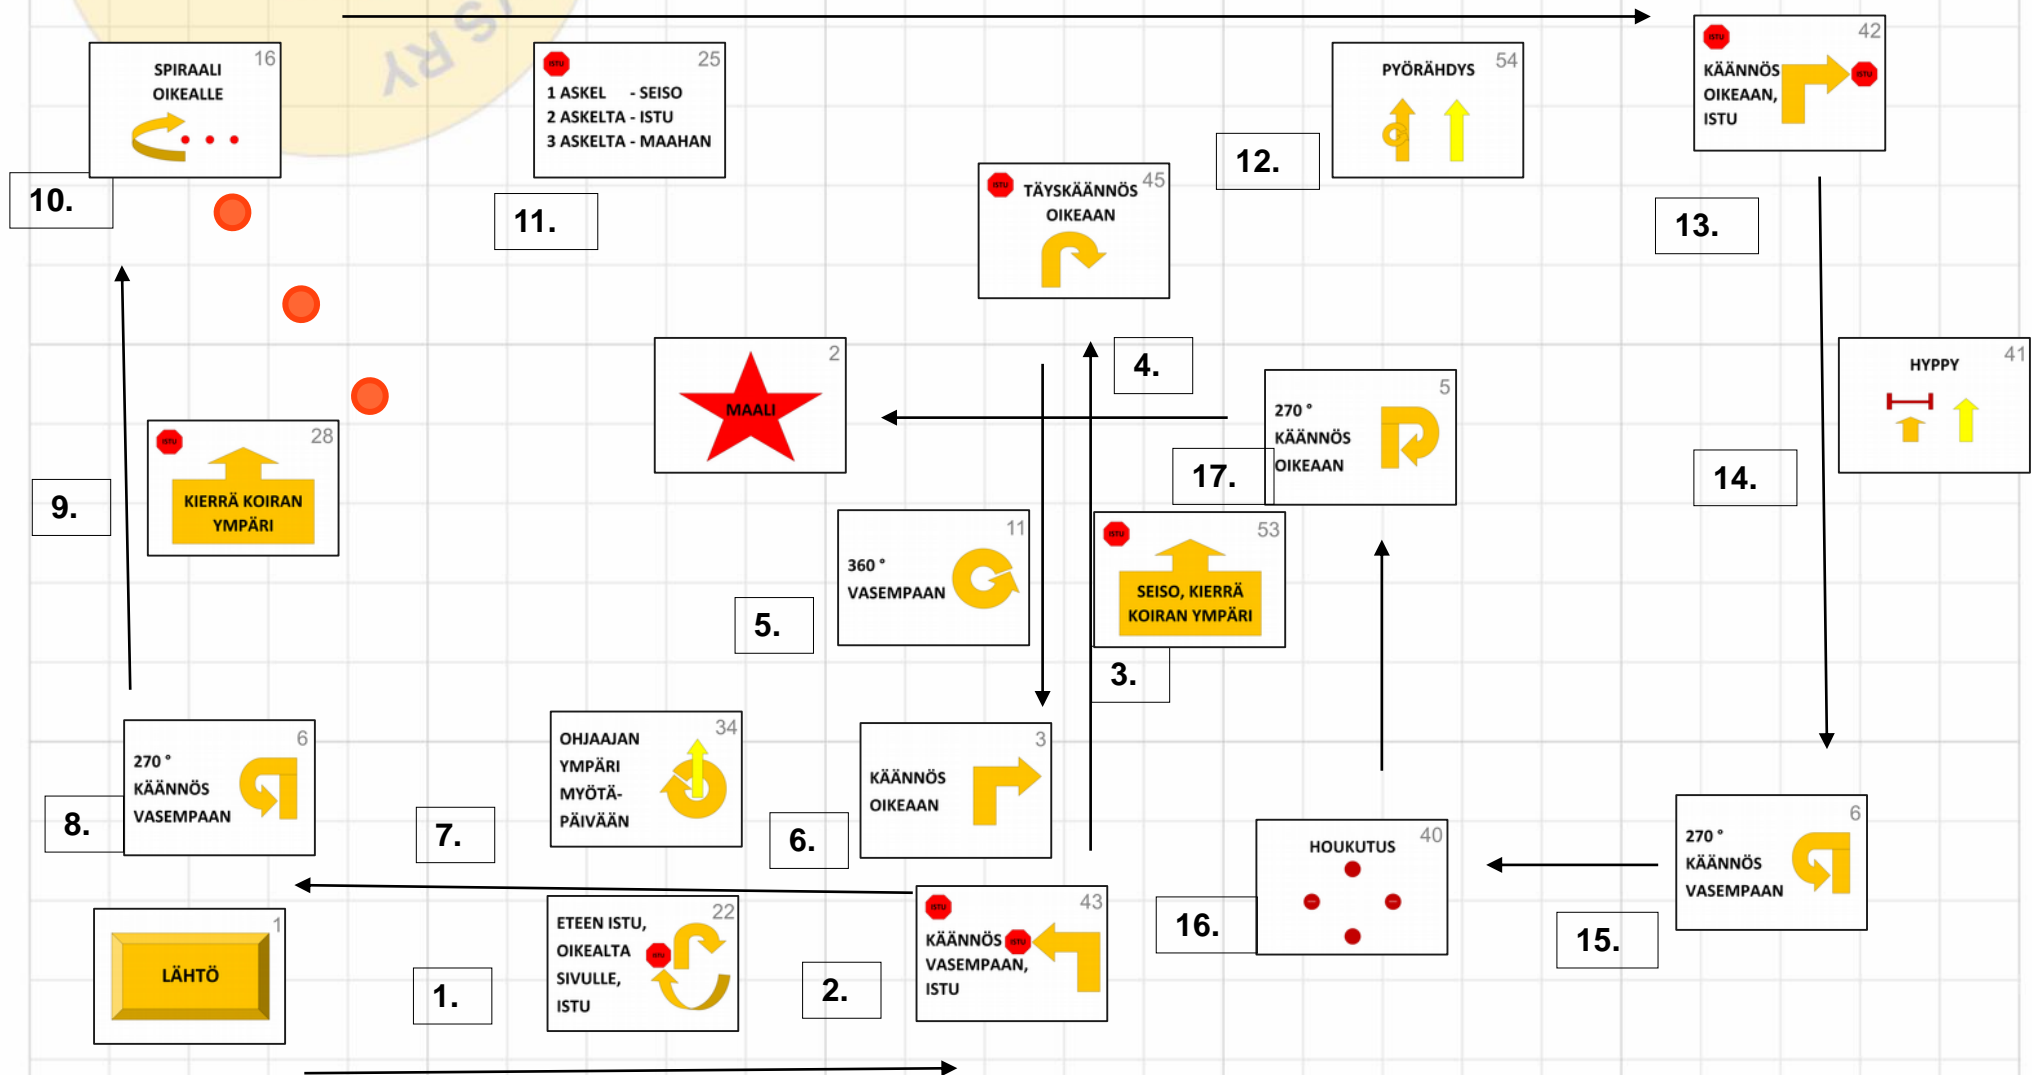 YS RY
16
SPIRAALI
OIKEALLE
10.
ISTU
25
1 ASKEL - SEISO
2 ASKELTA - ISTU
3 ASKELTA - MAAHAN
11.
54
PYÖRÄHDYS
12.
ISTU
42
KÄÄNNÖS
OIKEAAN,
ISTU
ISTU
13.
ISTU
45
TÄYSKÄÄNNÖS
OIKEAAN
4.
2
MAALI
5
270 °
KÄÄNNÖS
OIKEAAN
17.
41
HYPPY
14.
ISTU
28
KIERRÄ KOIRAN
YMPÄRI
9.
11
360 °
VASEMPAAN
5.
ISTU
53
SEISO, KIERRÄ
KOIRAN YMPÄRI
3.
6
270 °
KÄÄNNÖS
VASEMPAAN
8.
34
OHJAAJAN
YMPÄRI
MYÖTÄ-
PÄIVÄÄN
7.
3
KÄÄNNÖS
OIKEAAN
6.
40
HOUKUTUS
16.
6
270 °
KÄÄNNÖS
VASEMPAAN
15.
1
LÄHTÖ
1.
22
ETEEN ISTU,
OIKEALTA
SIVULLE,
ISTU
ISTU
2.
ISTU
43
KÄÄNNÖS
VASEMPAAN,
ISTU
ISTU